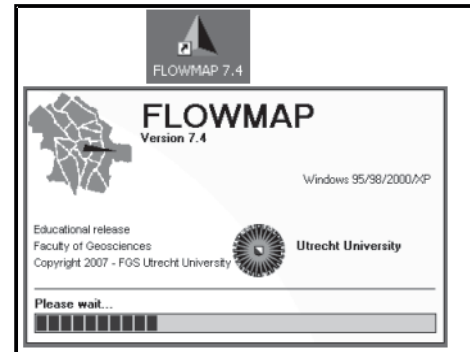 FLOWMAP 7.4
FLOWMAP
Version 7.4
Windows 95/98/2000/XP
Educational release
Faculty of Geosciences
Copyright 2007 - FGS Utrecht University
Utrecht University
Please wait...